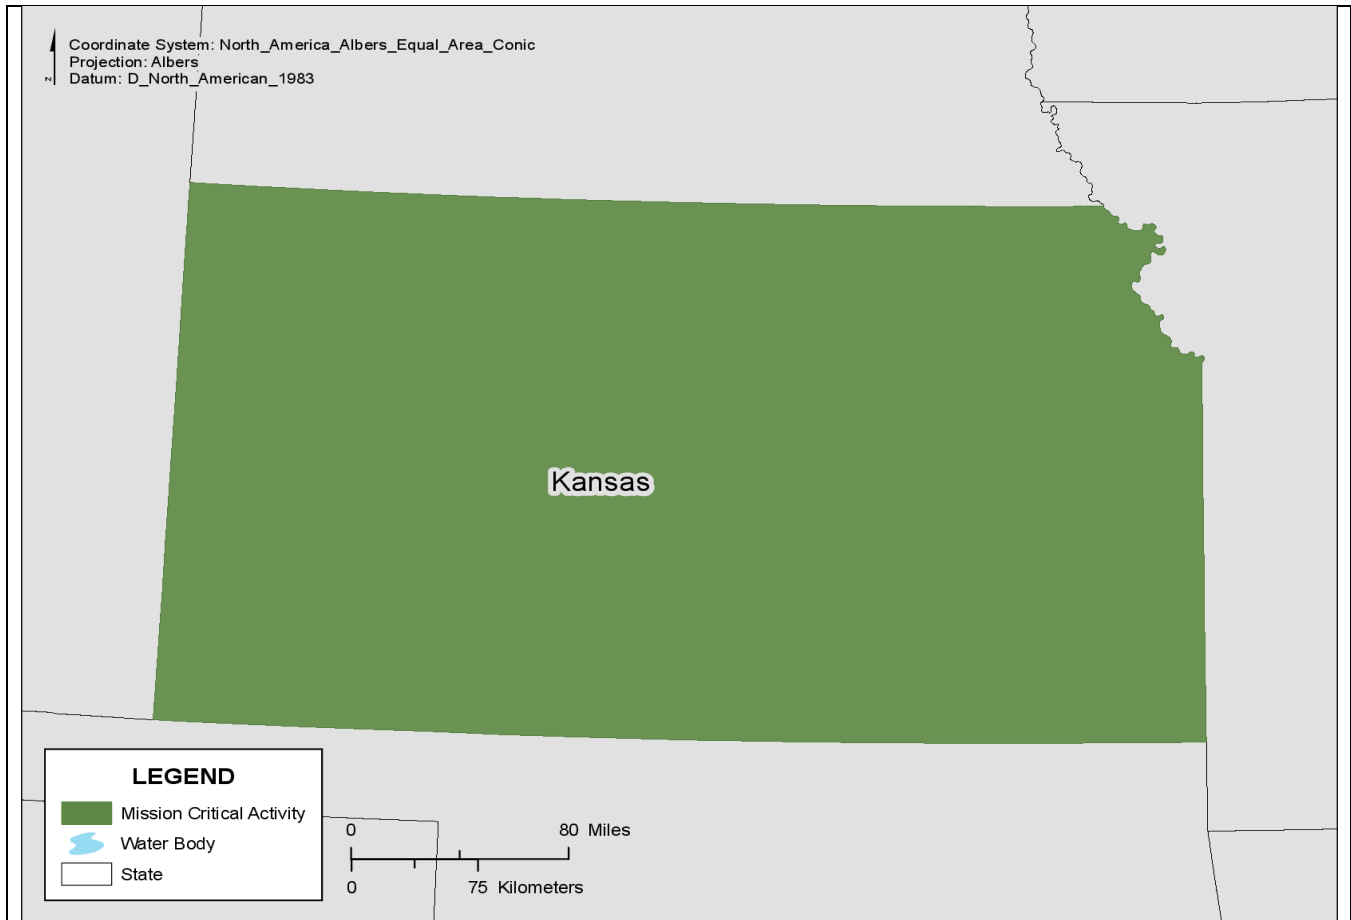 Coordinate System: North_America_Albers_Equal_Area_Conic
Projection: Albers
Datum: D_North_American_1983
N
Kansas
LEGEND
Mission Critical Activity
Water Body
State
0 80 Miles
0 75 Kilometers